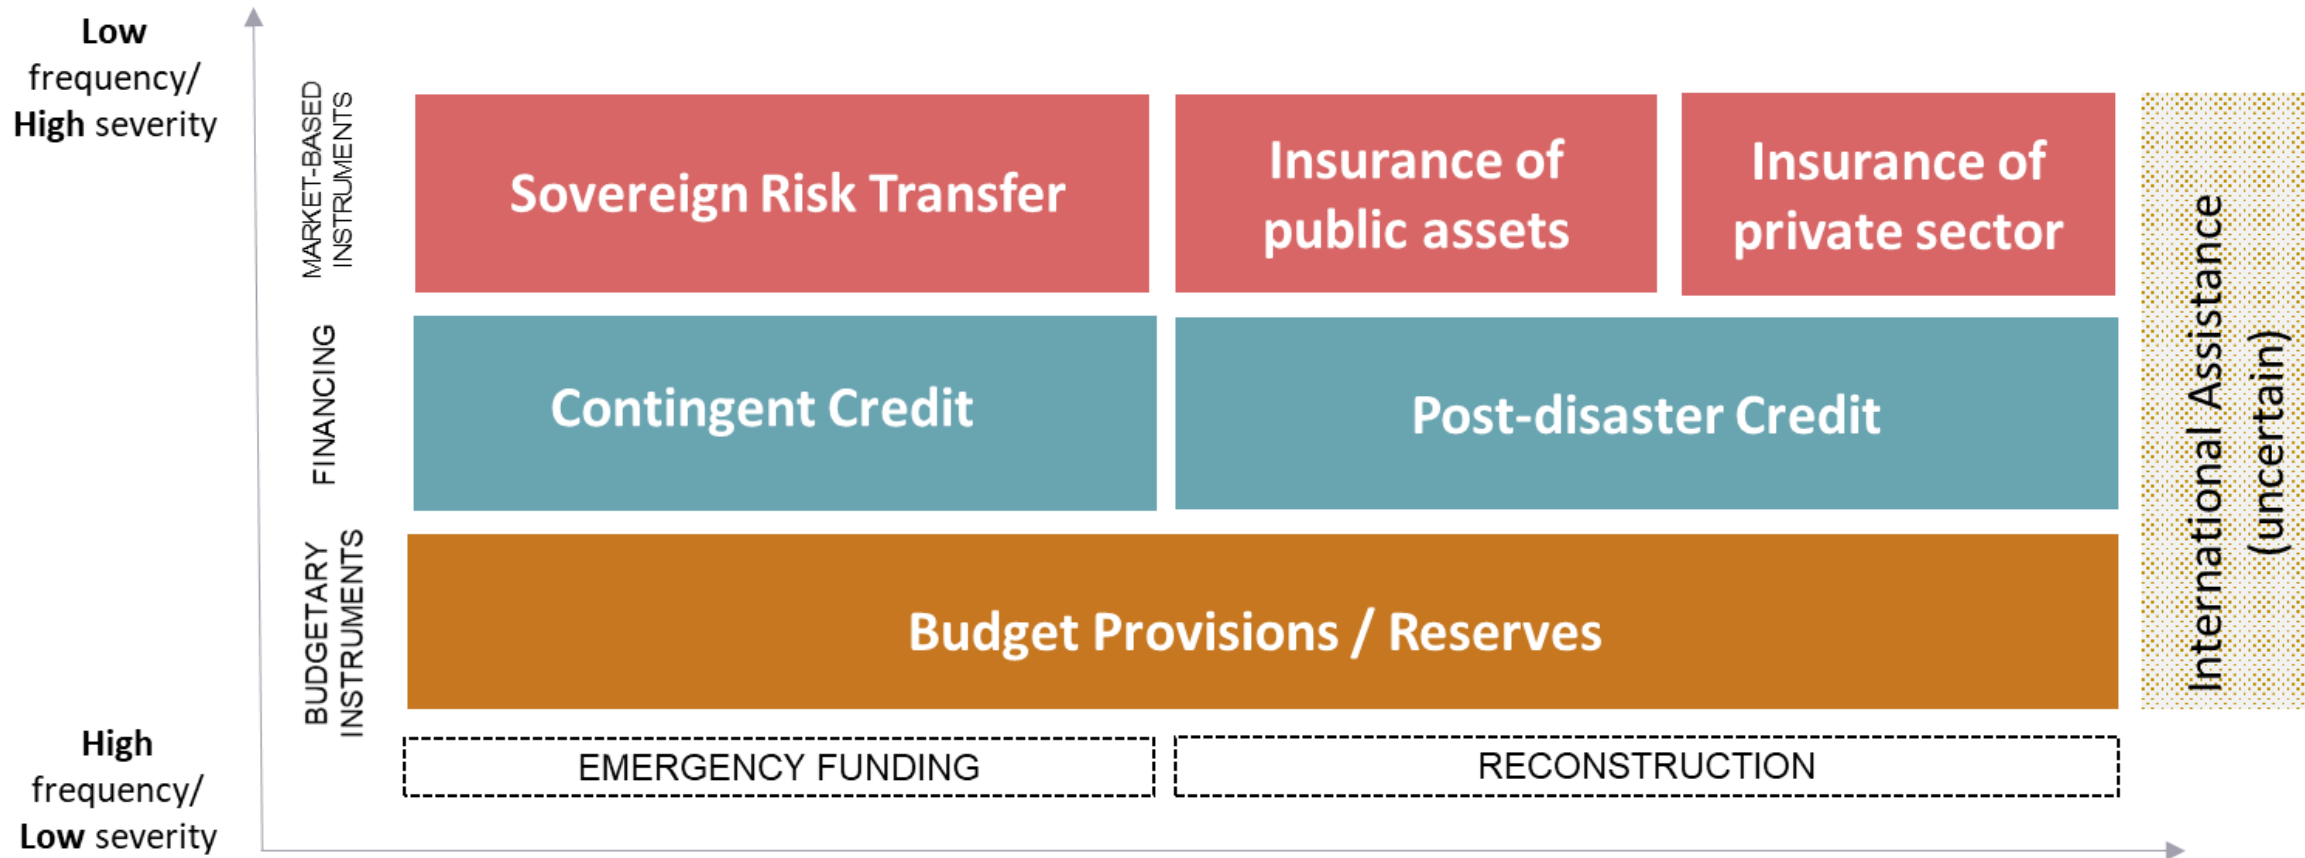 Low
frequency/
High severity
MARKET-BASED
INSTRUMENTS
Sovereign Risk Transfer
Insurance of
public assets
Insurance of
private sector
FINANCING
Contingent Credit
Post-disaster Credit
BUDGETARY
INSTRUMENTS
Budget Provisions / Reserves
International Assistance
(uncertain)
High
frequency/
Low severity
EMERGENCY FUNDING
RECONSTRUCTION